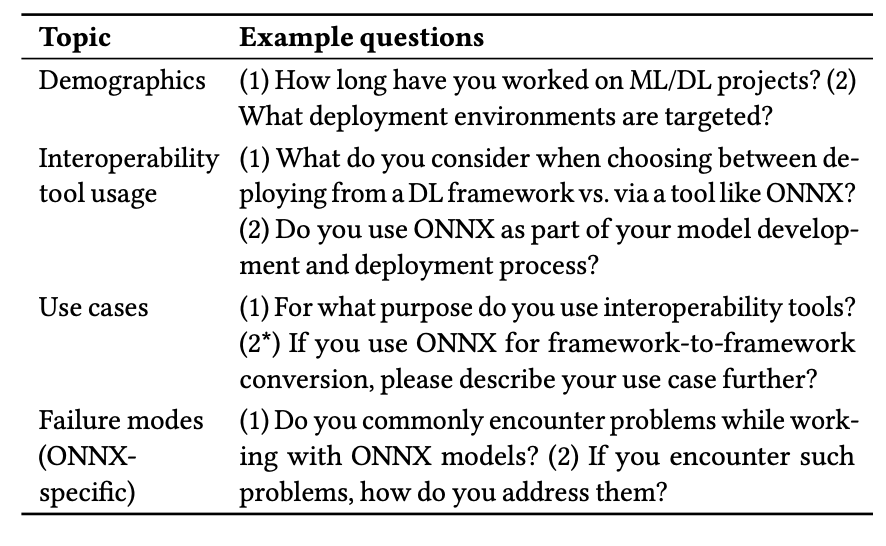 Topic Example questions
Demographics (1) How long have you worked on ML/DL projects? (2)
What deployment environments are targeted?
Interoperability (1) What do you consider when choosing between de-
tool usage ploying from a DL framework vs. via a tool like ONNX?
(2) Do you use ONNX as part of your model develop-
ment and deployment process?
Use cases (1) For what purpose do you use interoperability tools?
(2*) If you use ONNX for framework-to-framework
conversion, please describe your use case further?
Failure modes (1) Do you commonly encounter problems while work-
(ONNX- ing with ONNX models? (2) If you encounter such
specific) problems, how do you address them?